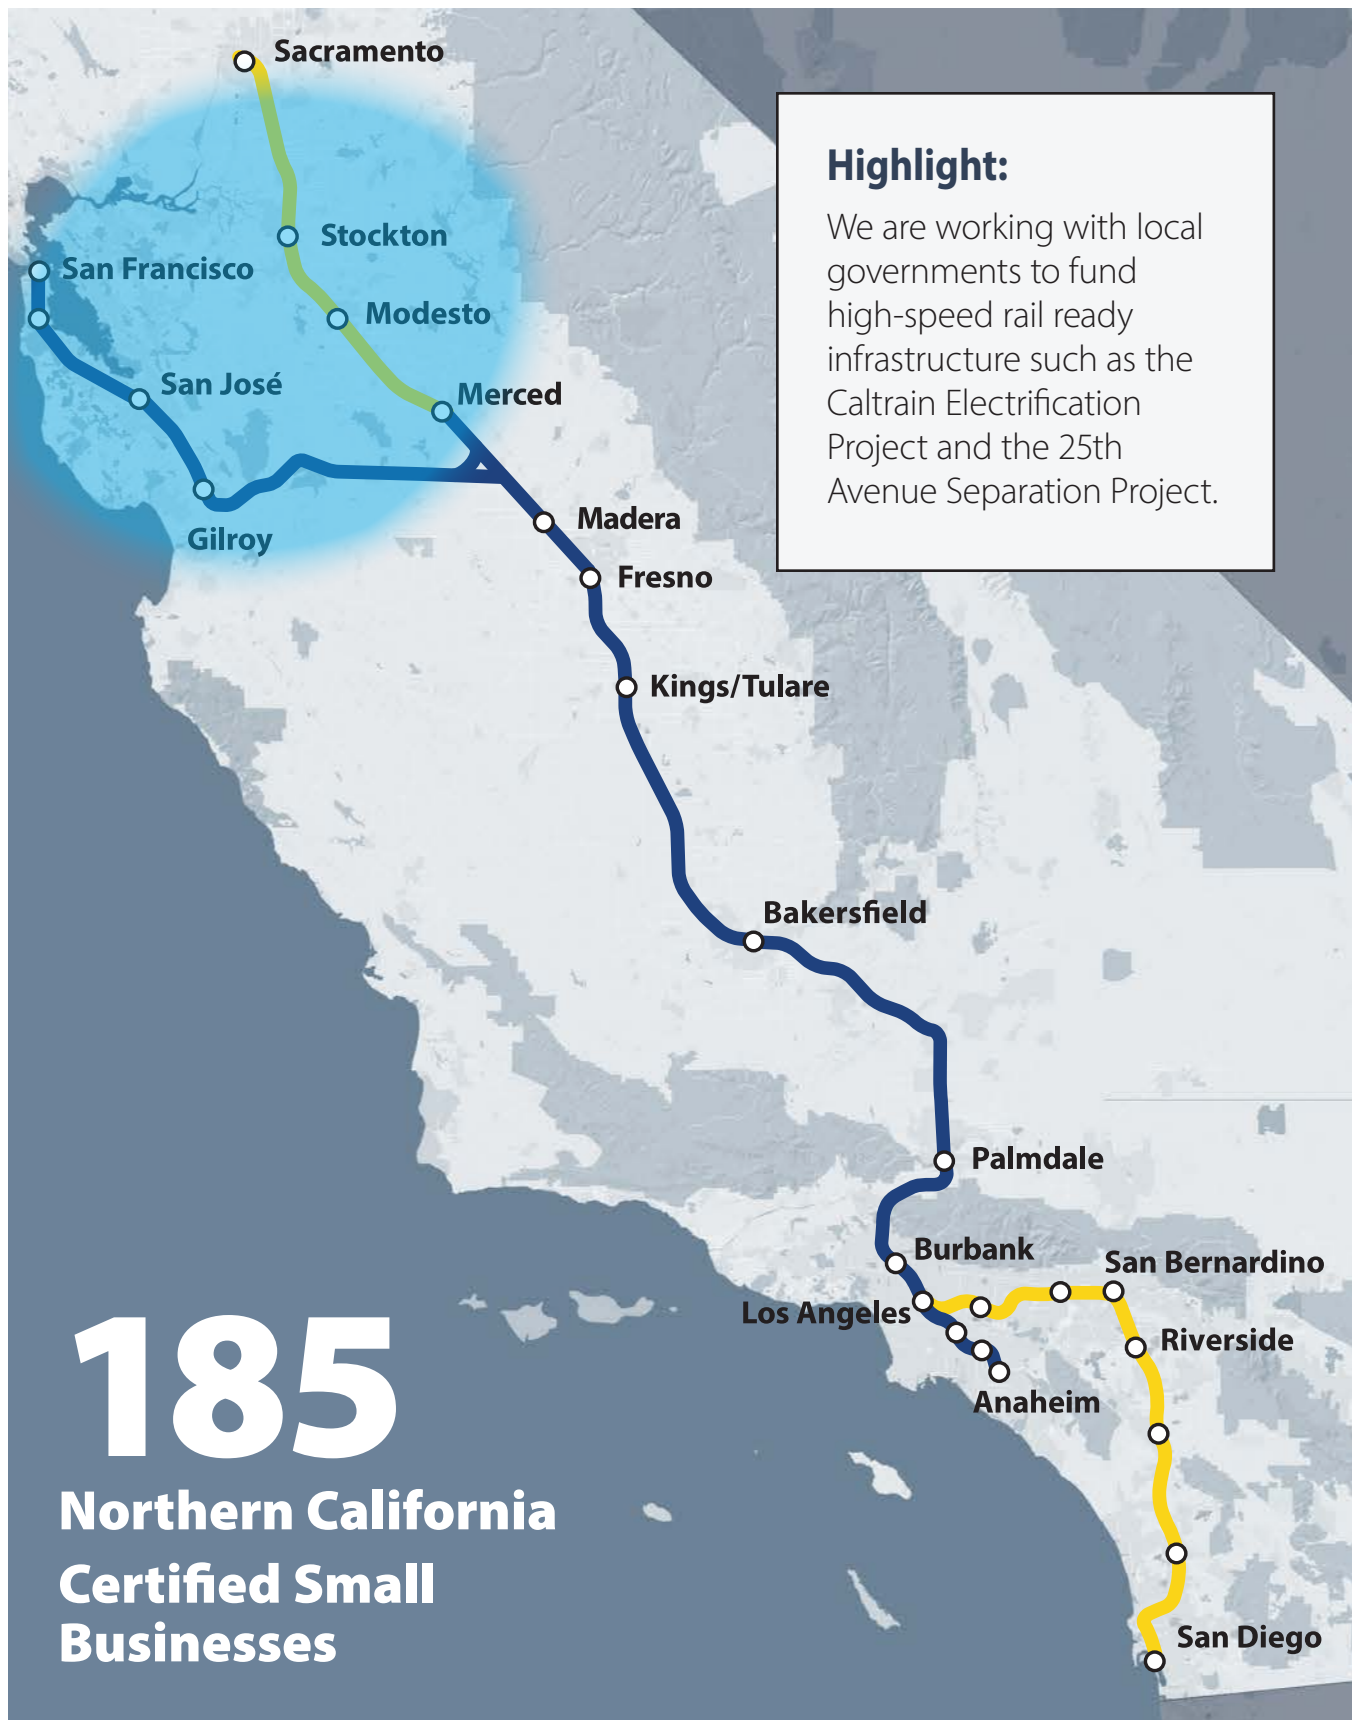 Sacramento
Highlight:
We are working with local
governments to fund
high-speed rail ready
infrastructure such as the
Caltrain Electrification
Project and the 25th
Avenue Separation Project.
Stockton
San Francisco
Modesto
San José
Merced
Gilroy
Madera
Fresno
Kings/Tulare
Bakersfield
Palmdale
Burbank
San Bernardino
Los Angeles
Riverside
Anaheim
185
Northern California
Certified Small
Businesses
San Diego